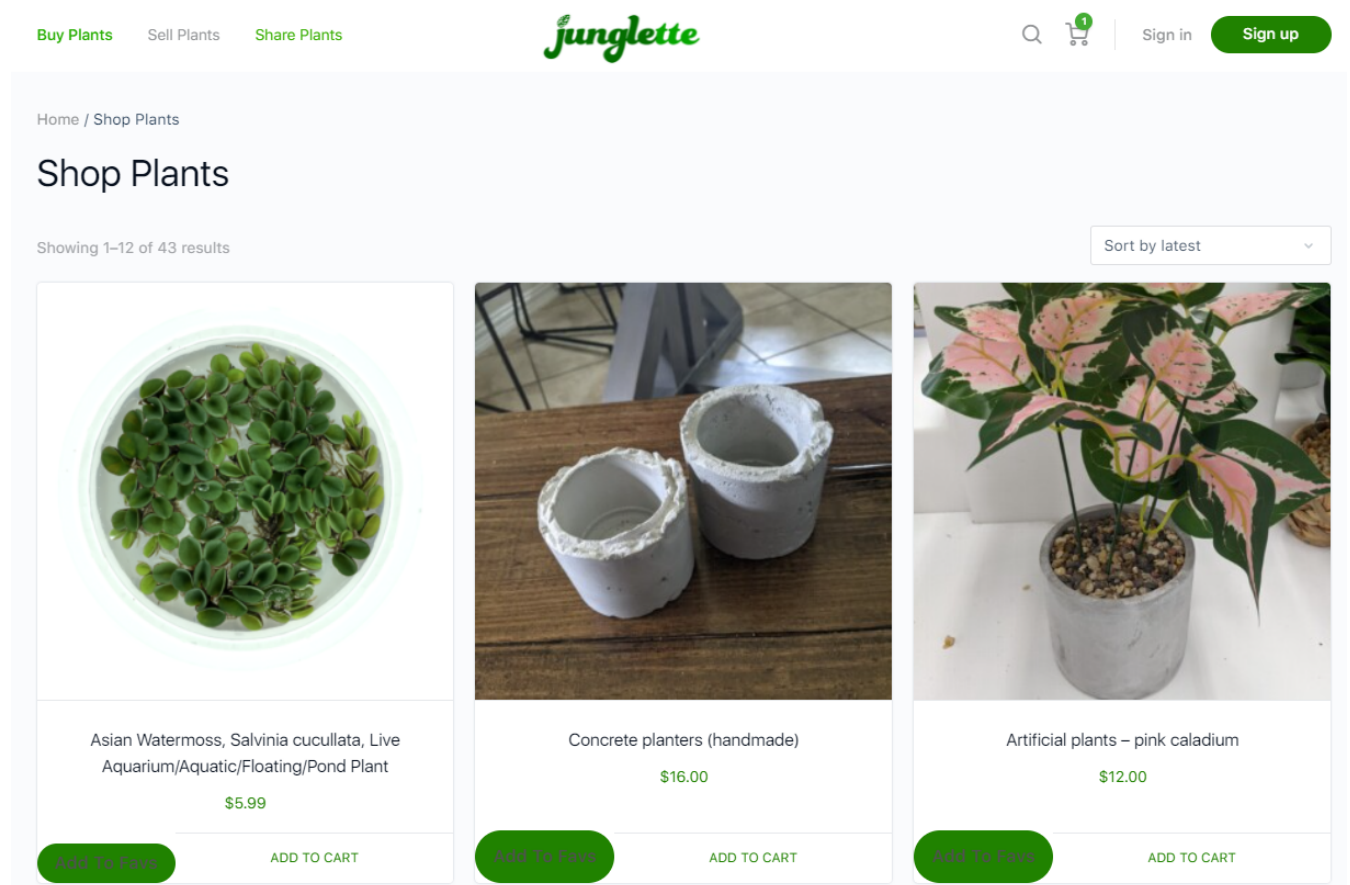 Buy Plants Sell Plants Share Plants junglette 1 Sign in Sign up
Home / Shop Plants
Shop Plants
Showing 1–12 of 43 results Sort by latest
Asian Watermoss, Salvinia cucullata, Live
Aquarium/Aquatic/Floating/Pond Plant
$5.99
Add To Favs ADD TO CART
Concrete planters (handmade)
$16.00
Add To Favs ADD TO CART
Artificial plants – pink caladium
$12.00
Add To Favs ADD TO CART